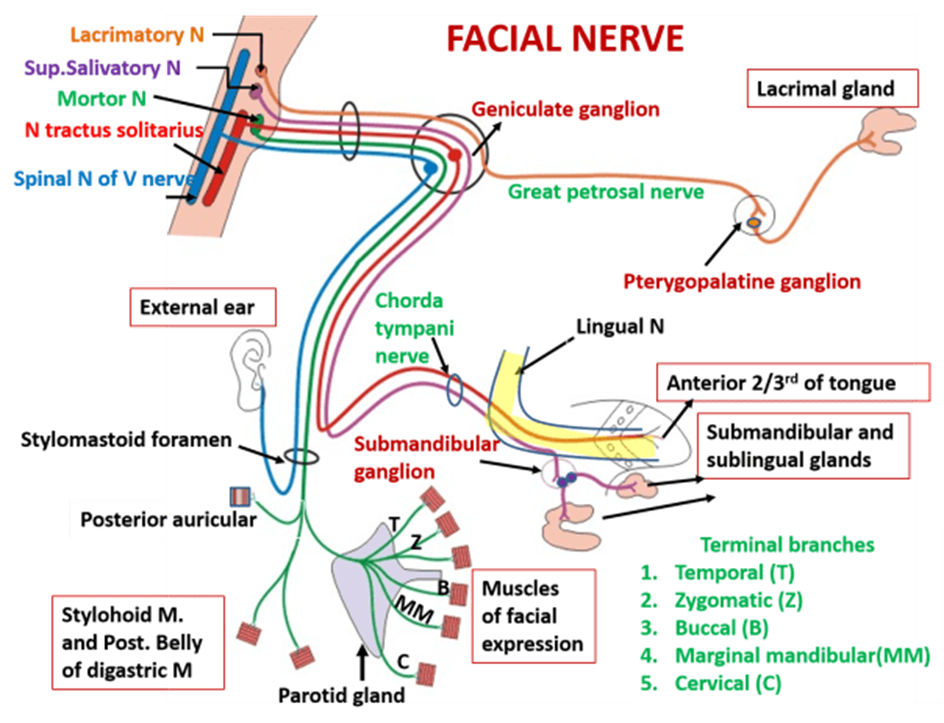 FACIAL NERVE
Lacrimatory N
Sup.Salivatory N
Mortor N
N tractus solitarius
Spinal N of V nerve
Geniculate ganglion
Lacrimal gland
Great petrosal nerve
Pterygopalatine ganglion
External ear
Chorda
tympani
nerve
Lingual N
Anterior 2/3rd of tongue
Stylomastoid foramen
Submandibular
ganglion
Submandibular and
sublingual glands
Posterior auricular
T
Z
B
MM
C
Stylohoid M.
and Post. Belly
of digastric M
Parotid gland
Muscles
of facial
expression
Terminal branches
1. Temporal (T)
2. Zygomatic (Z)
3. Buccal (B)
4. Marginal mandibular(MM)
5. Cervical (C)